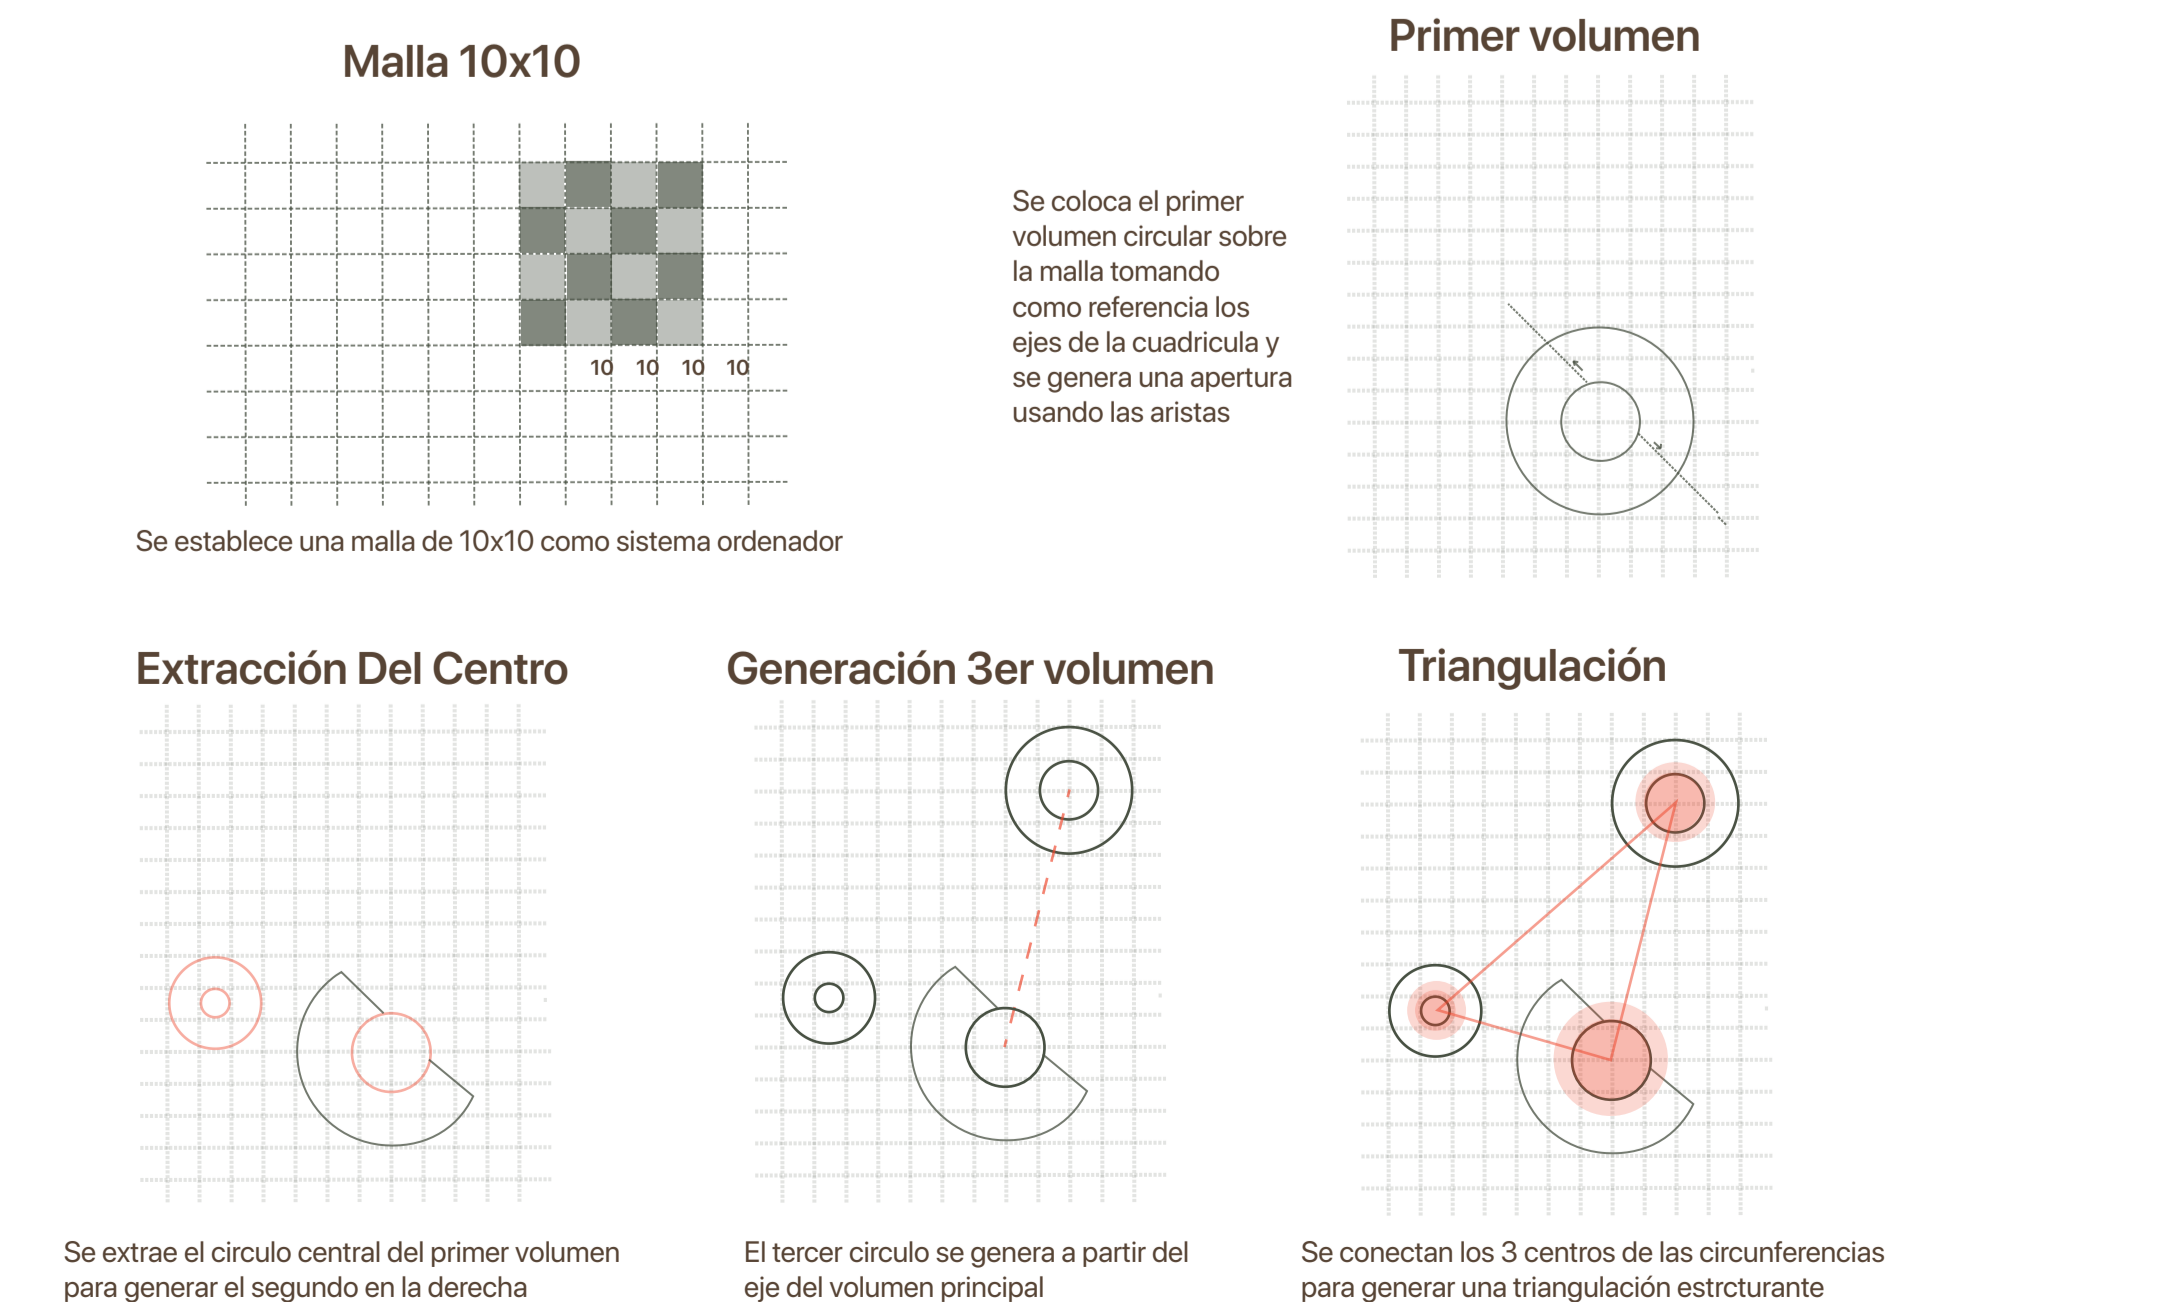 Malla 10x10
10 10 10 10
Se establece una malla de 10x10 como sistema ordenador
Primer volumen
Se coloca el primer
volumen circular sobre
la malla tomando
como referencia los
ejes de la cuadricula y
se genera una apertura
usando las aristas
Extracción Del Centro
Se extrae el circulo central del primer volumen
para generar el segundo en la derecha
Generación 3er volumen
El tercer circulo se genera a partir del
eje del volumen principal
Triangulación
Se conectan los 3 centros de las circunferencias
para generar una triangulación estrcturante